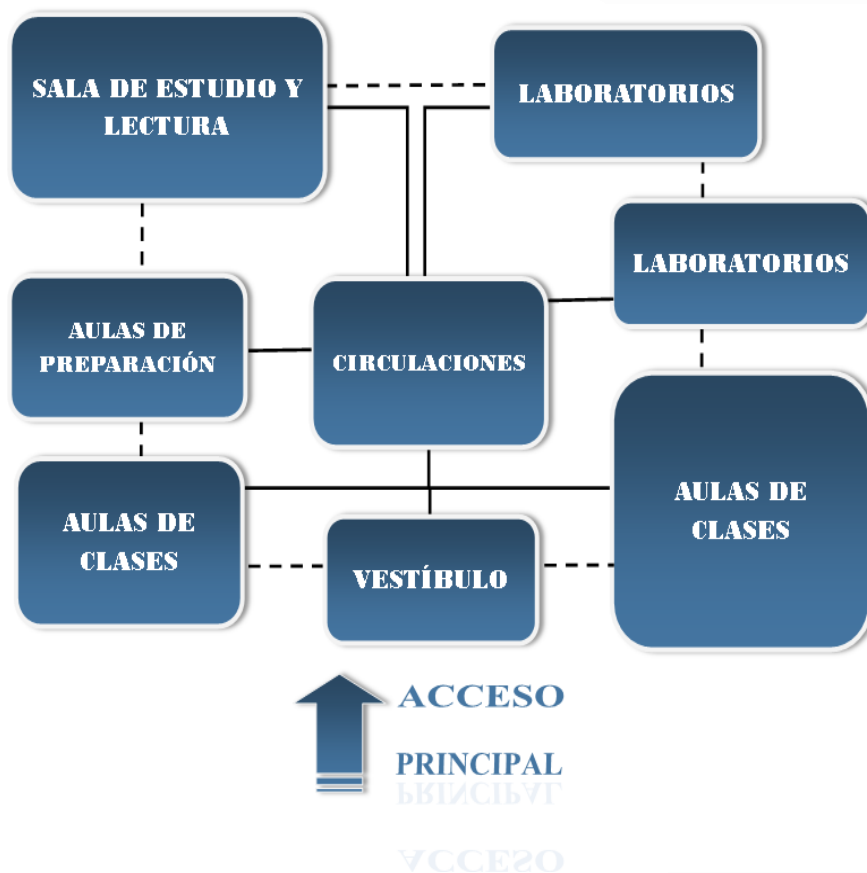 SALA DE ESTUDIO Y
LECTURA
LABORATORIOS
LABORATORIOS
AULAS DE
PREPARACIÓN
CIRCULACIONES
AULAS DE
CLASES
VESTÍBULO
AULAS DE
CLASES
ACCESO
PRINCIPAL